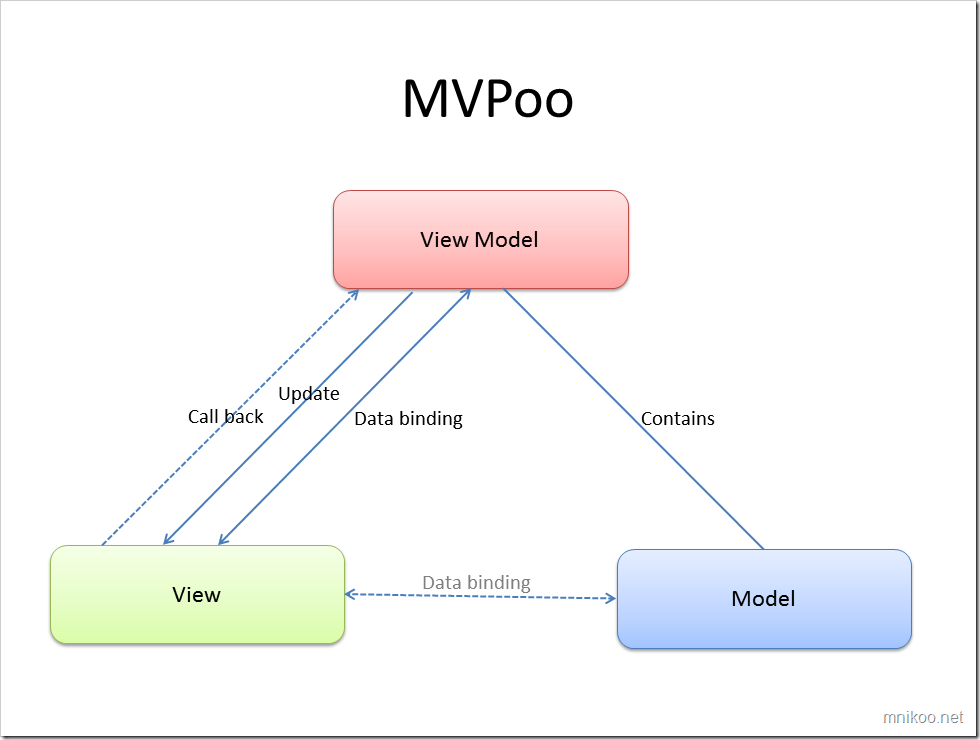 MVPoo
View Model
Update
Call back
Data binding
Contains
Data binding
View
Model
mnikoo.net